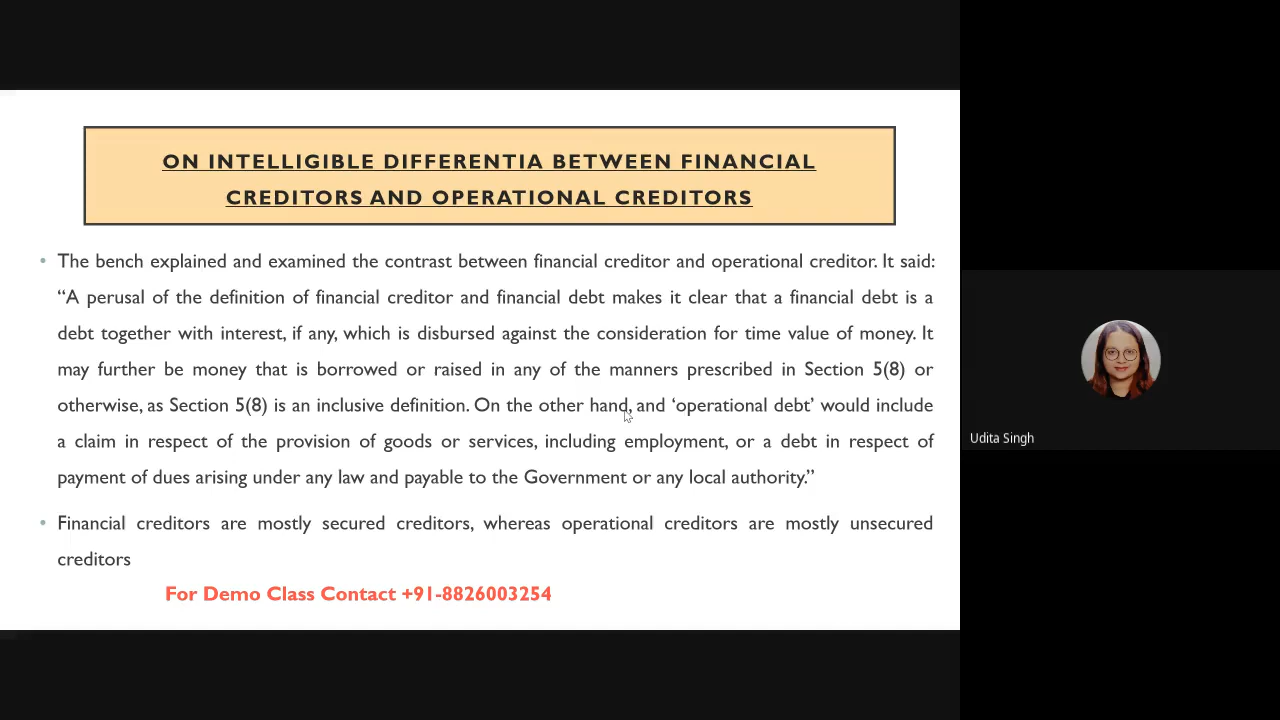 ON INTELLIGIBLE DIFFERENTIA BETWEEN FINANCIAL
CREDITORS AND OPERATIONAL CREDITORS
• The bench explained and examined the contrast between financial creditor and operational creditor. It said:
“A perusal of the definition of financial creditor and financial debt makes it clear that a financial debt is a
debt together with interest, if any, which is disbursed against the consideration for time value of money. It
may further be money that is borrowed or raised in any of the manners prescribed in Section 5(8) or
otherwise, as Section 5(8) is an inclusive definition. On the other hand, and ‘operational debt’ would include
a claim in respect of the provision of goods or services, including employment, or a debt in respect of
payment of dues arising under any law and payable to the Government or any local authority.”
• Financial creditors are mostly secured creditors, whereas operational creditors are mostly unsecured
creditors
For Demo Class Contact +91-8826003254
Udita Singh